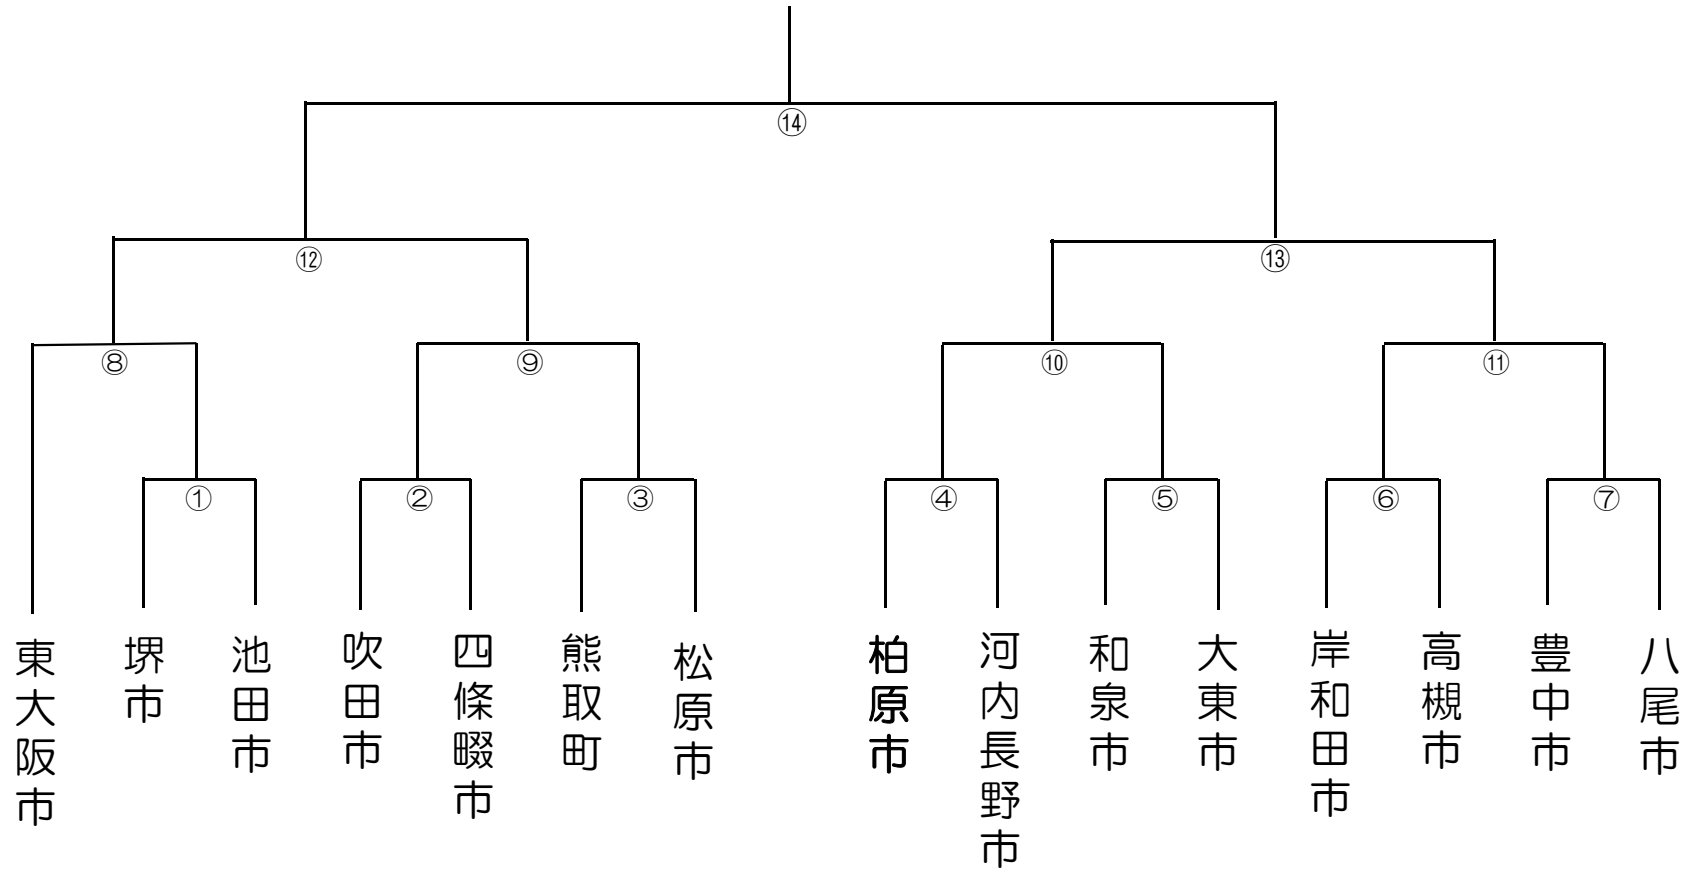 ⑭
⑫
⑬
⑧
⑨
⑩
⑪
①
②
③
④
⑤
⑥
⑦
東大阪市
堺市
池田市
吹田市
四條畷市
熊取町
松原市
柏原市
河内長野市
和泉市
大東市
岸和田市
高槻市
豊中市
八尾市